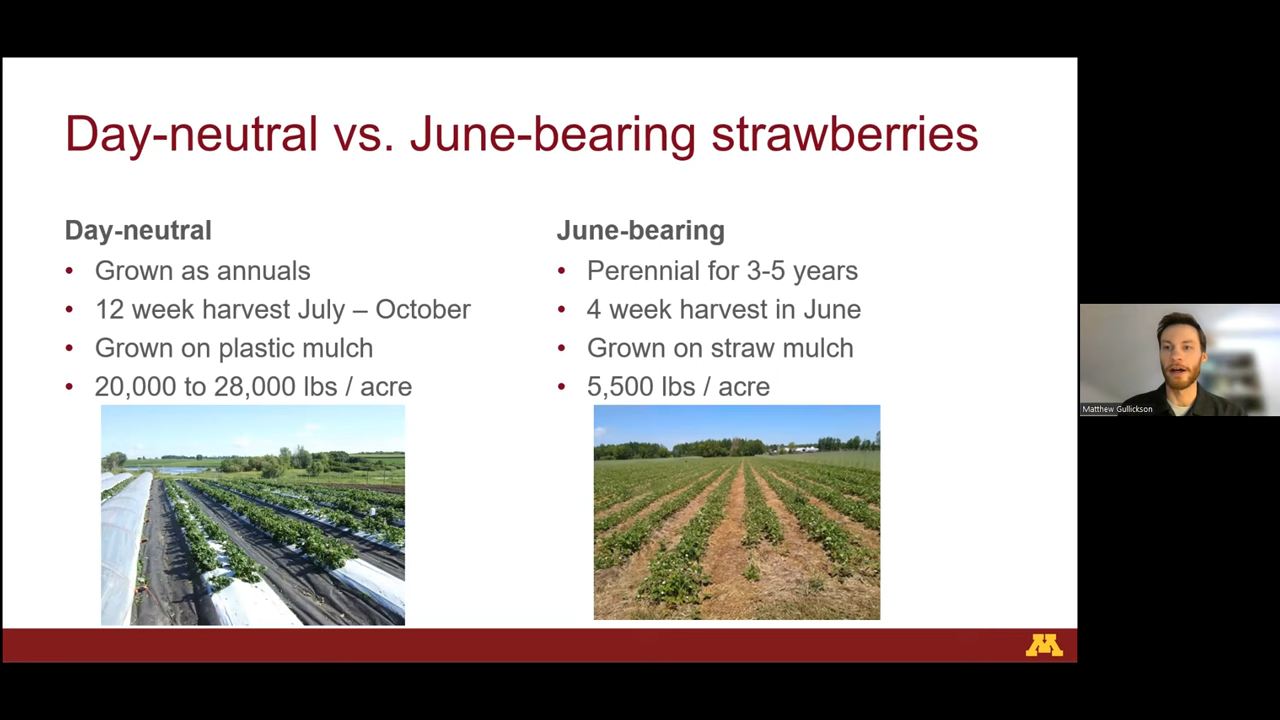 Day-neutral vs. June-bearing strawberries
Day-neutral
• Grown as annuals
• 12 week harvest July – October
• Grown on plastic mulch
• 20,000 to 28,000 lbs / acre
June-bearing
• Perennial for 3-5 years
• 4 week harvest in June
• Grown on straw mulch
• 5,500 lbs / acre
M
Matthew Gullickson